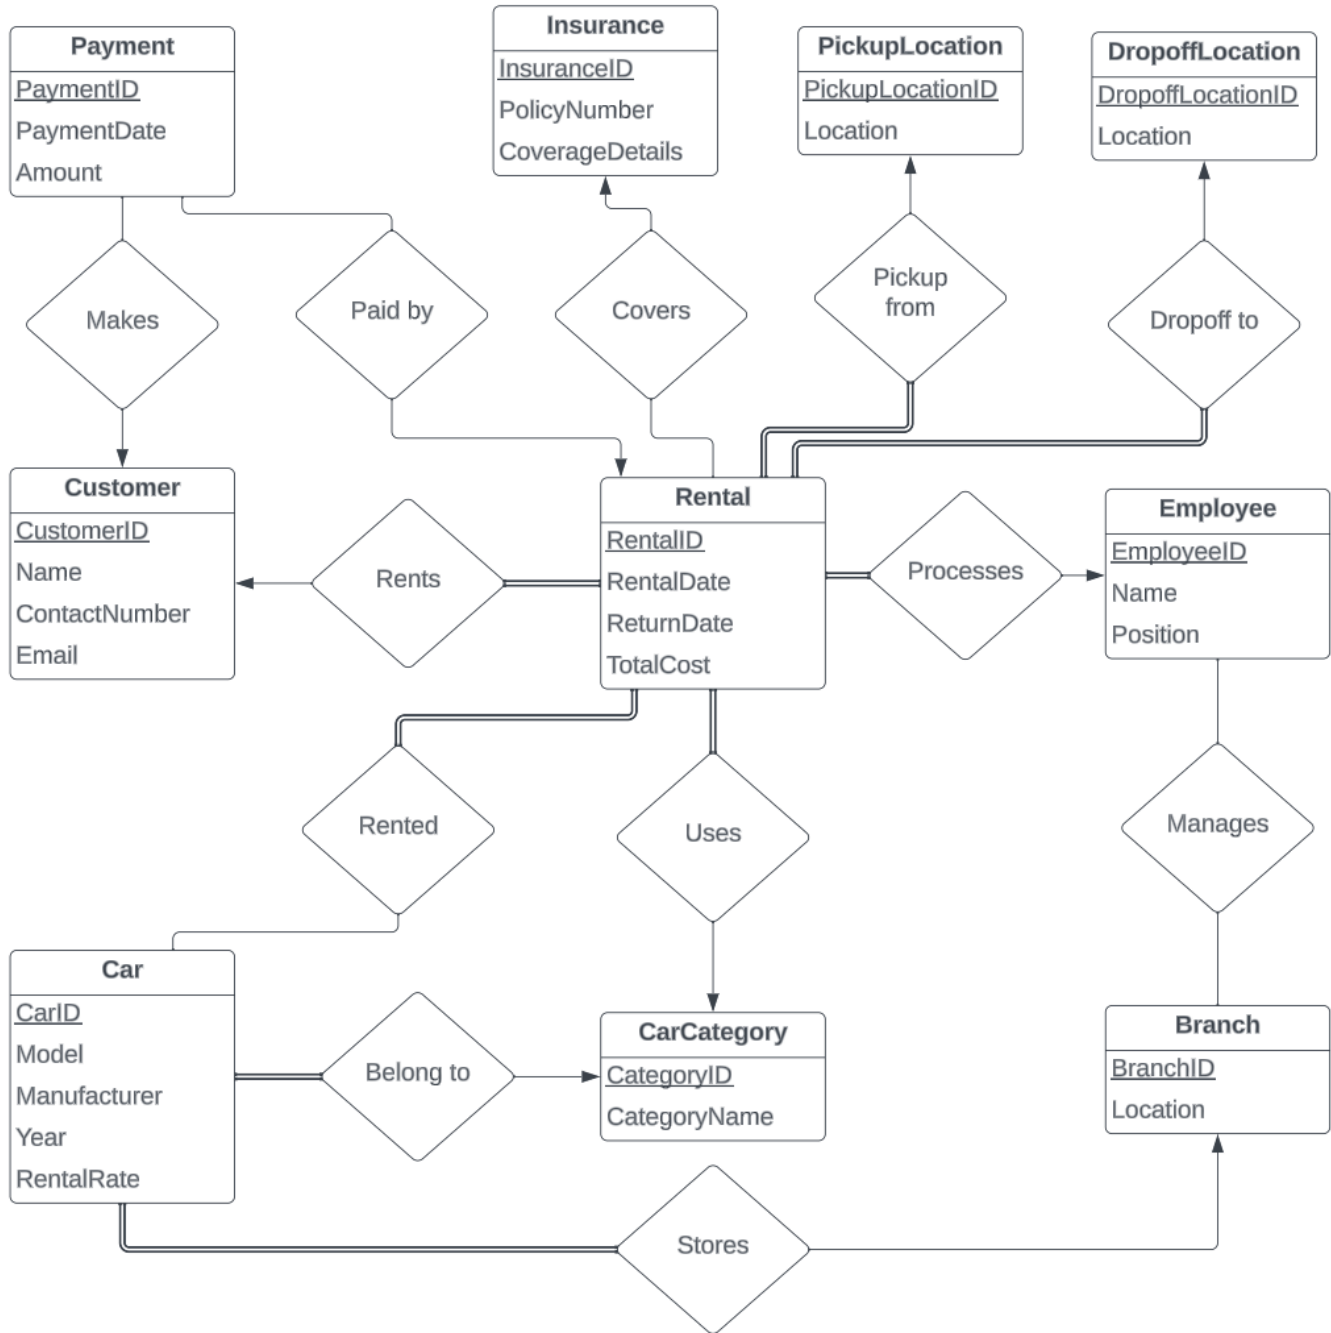 Payment
PaymentID
PaymentDate
Amount
Insurance
InsuranceID
PolicyNumber
CoverageDetails
PickupLocation
PickupLocationID
Location
DropoffLocation
DropoffLocationID
Location
Makes
Paid by
Covers
Pickup
from
Dropoff to
Customer
CustomerID
Name
ContactNumber
Email
Rents
Rental
RentalID
RentalDate
ReturnDate
TotalCost
Processes
Employee
EmployeeID
Name
Position
Rented
Uses
Manages
Car
CarID
Model
Manufacturer
Year
RentalRate
Belong to
CarCategory
CategoryID
CategoryName
Branch
BranchID
Location
Stores